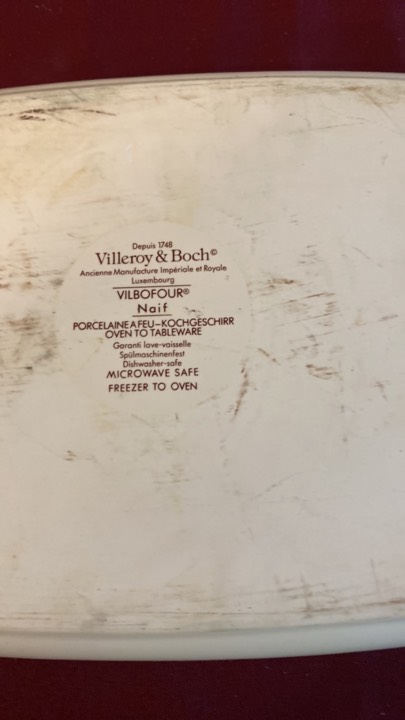 Depuis 1748
Villeroy & Boch©
Ancienne Manufacture Impériale et Royale
Luxembourg
VILBOFOUR®
Naif
PORCELAINE A FEU–KOCHGESCHIRR
OVEN TO TABLEWARE
Garanti lave-vaisselle
Spülmaschinenfest
Dishwasher-safe
MICROWAVE SAFE
FREEZER TO OVEN